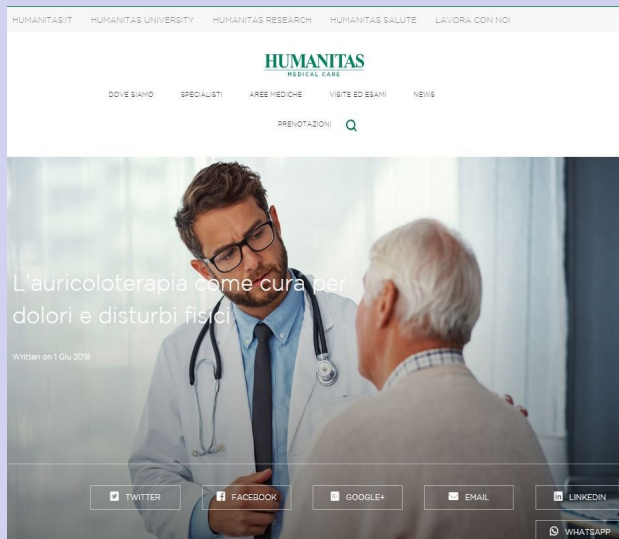 HUMANITAS.IT HUMANITAS UNIVERSITY HUMANITAS RESEARCH HUMANITAS SALUTE LAVORA CON NOI
HUMANITAS
MEDICAL CARE
DOVE SIAMO SPECIALISTI AREE MEDICHE VISITE ED ESAMI NEWS
PRENOTAZIONI
L'auricoloterapia come cura per
dolori e disturbi fisici
Written on 1 Giu 2018
TWITTER FACEBOOK GOOGLE+ EMAIL LINKEDIN
WHATSAPP